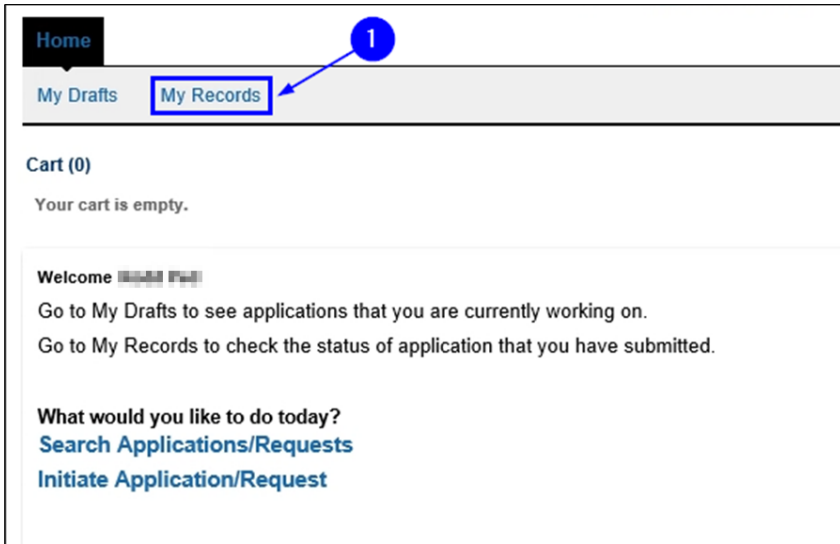 Home
1
My Drafts My Records
Cart (0)
Your cart is empty.
Welcome
Go to My Drafts to see applications that you are currently working on.
Go to My Records to check the status of application that you have submitted.
What would you like to do today?
Search Applications/Requests
Initiate Application/Request